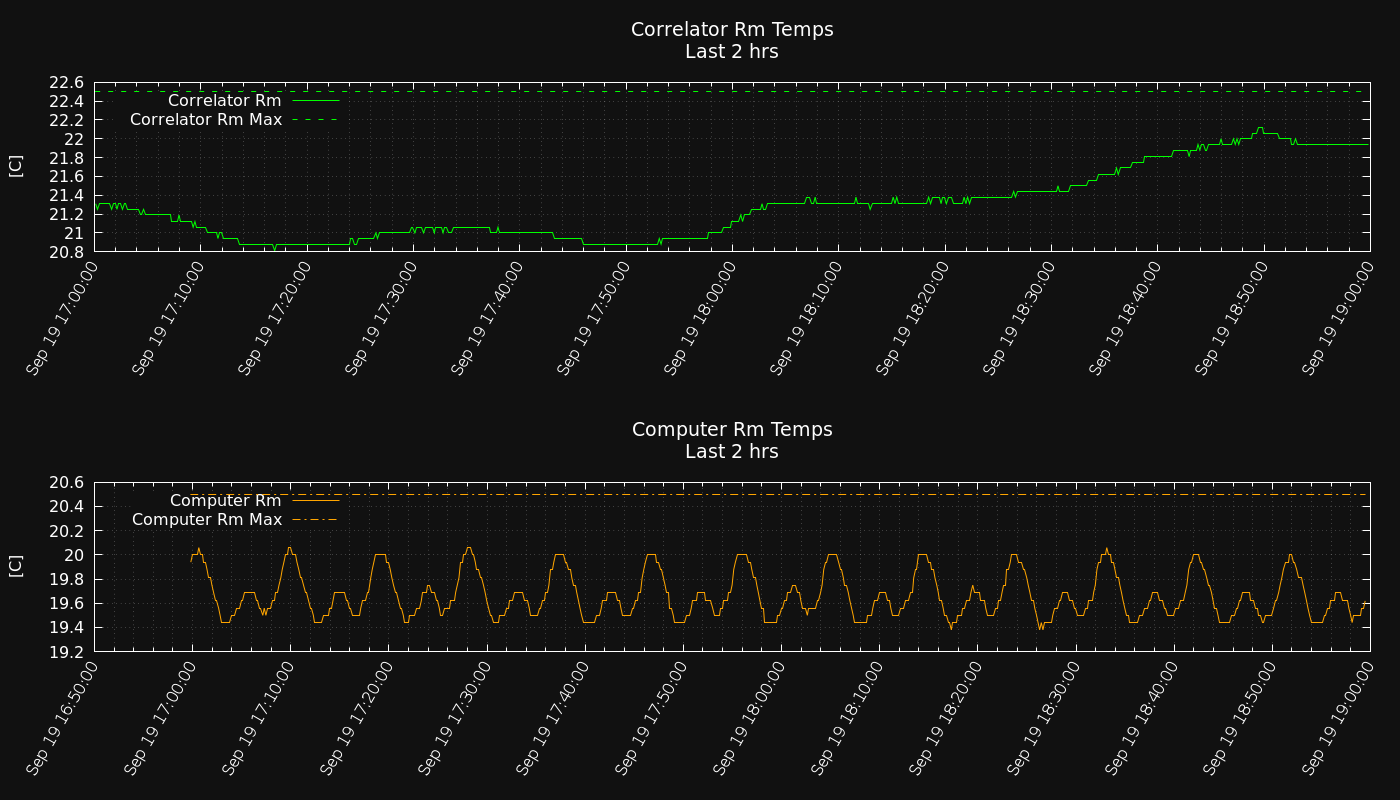 Correlator Rm Temps
Last 2 hrs
22.6
22.4
22.2
22
21.8
21.6
21.4
21.2
21
20.8
[C]
Correlator Rm
Correlator Rm Max
Sep 19 17:00:00
Sep 19 17:10:00
Sep 19 17:20:00
Sep 19 17:30:00
Sep 19 17:40:00
Sep 19 17:50:00
Sep 19 18:00:00
Sep 19 18:10:00
Sep 19 18:20:00
Sep 19 18:30:00
Sep 19 18:40:00
Sep 19 18:50:00
Sep 19 19:00:00
Computer Rm Temps
Last 2 hrs
20.6
20.4
20.2
20
19.8
19.6
19.4
19.2
[C]
Computer Rm
Computer Rm Max
Sep 19 16:50:00
Sep 19 17:00:00
Sep 19 17:10:00
Sep 19 17:20:00
Sep 19 17:30:00
Sep 19 17:40:00
Sep 19 17:50:00
Sep 19 18:00:00
Sep 19 18:10:00
Sep 19 18:20:00
Sep 19 18:30:00
Sep 19 18:40:00
Sep 19 18:50:00
Sep 19 19:00:00